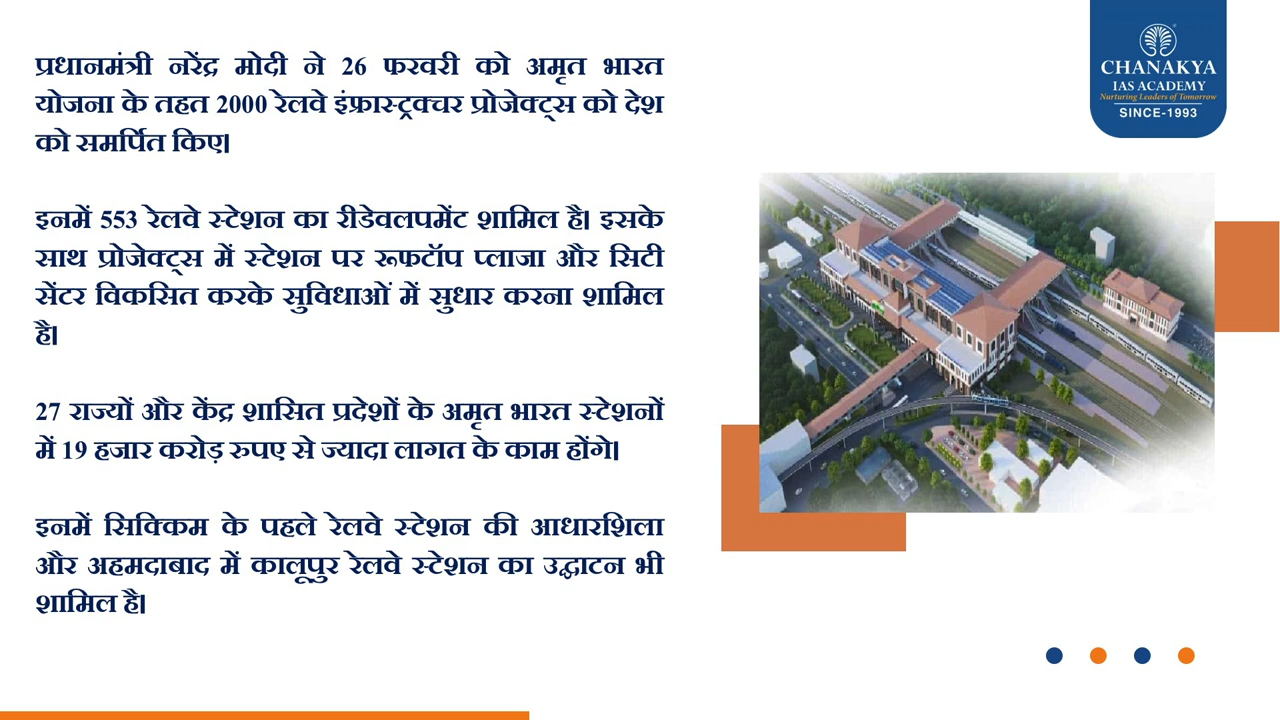 प्रधानमंत्री नरेंद्र मोदी ने 26 फरवरी को अमृत भारत
योजना के तहत 2000 रेलवे इंफ्रास्ट्रक्चर प्रोजेक्ट्स को देश
को समर्पित किए।
इनमें 553 रेलवे स्टेशन का रीडेवलपमेंट शामिल है। इसके
साथ प्रोजेक्ट्स में स्टेशन पर रूफटॉप प्लाजा और सिटी
सेंटर विकसित करके सुविधाओं में सुधार करना शामिल
है।
27 राज्यों और केंद्र शासित प्रदेशों के अमृत भारत स्टेशनों
में 19 हजार करोड़ रुपए से ज्यादा लागत के काम होंगे।
इनमें सिक्किम के पहले रेलवे स्टेशन की आधारशिला
और अहमदाबाद में कालूपुर रेलवे स्टेशन का उद्घाटन भी
शामिल है।
CHANAKYA
IAS ACADEMY
Nurturing Leaders of Tomorrow
SINCE-1993